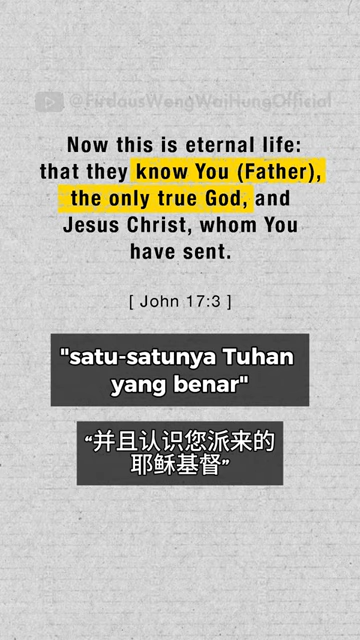 @FirdausWongWaiHungOfficial
Now this is eternal life:
that they know You (Father),
the only true God, and
Jesus Christ, whom You
have sent.
[ John 17:3 ]
"satu-satunya Tuhan
yang benar"
“并且认识您派来的
耶稣基督”